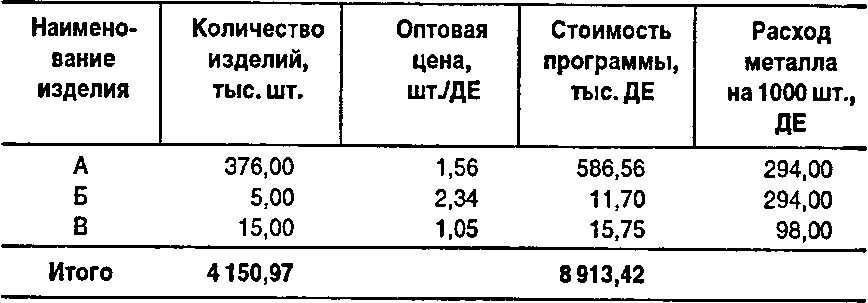 Наимено- Количество Оптовая Стоимость Расход
вание изделий, цена, программы, металла
изделия тыс. шт. шт./ДЕ тыс. ДЕ на 1000 шт.,
ДЕ
А 376,00 1,56 586,56 294,00
Б 5,00 2,34 11,70 294,00
В 15,00 1,05 15,75 98,00
Итого 4 150,97 8 913,42